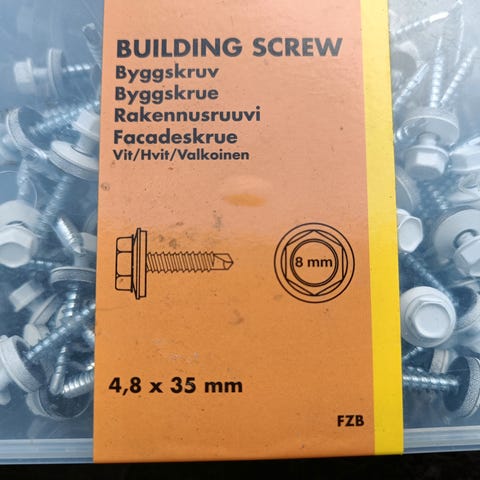 BUILDING SCREW
Byggskruv
Byggskrue
Rakennusruuvi
Facadeskrue
Vit/Hvit/Valkoinen
8 mm
4,8 x 35 mm
FZB